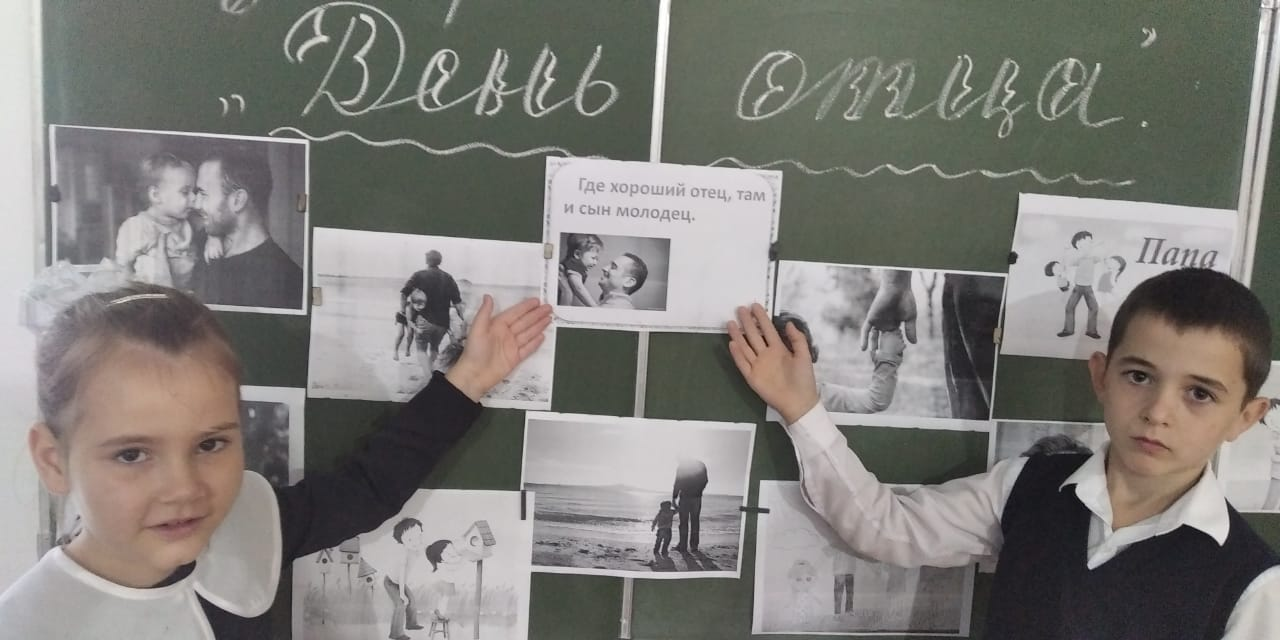 „День отца".
Где хороший отец, там
и сын молодец.
Папа